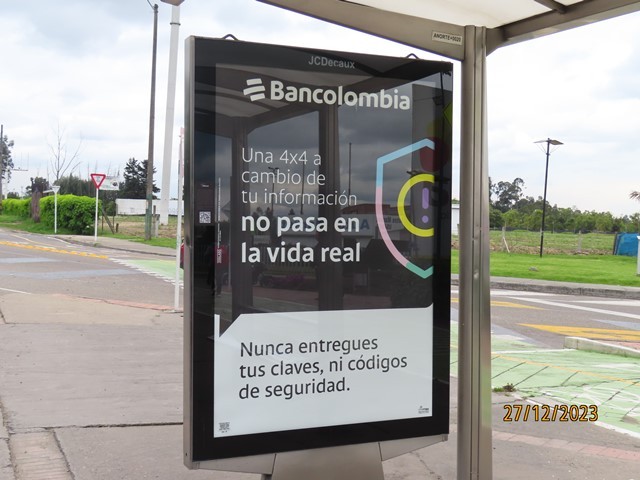 JCDecaux
Bancolombia
Una 4x4 a
cambio de
tu información
no pasa en
la vida real
Nunca entregues
tus claves, ni códigos
de seguridad.
27/12/2023